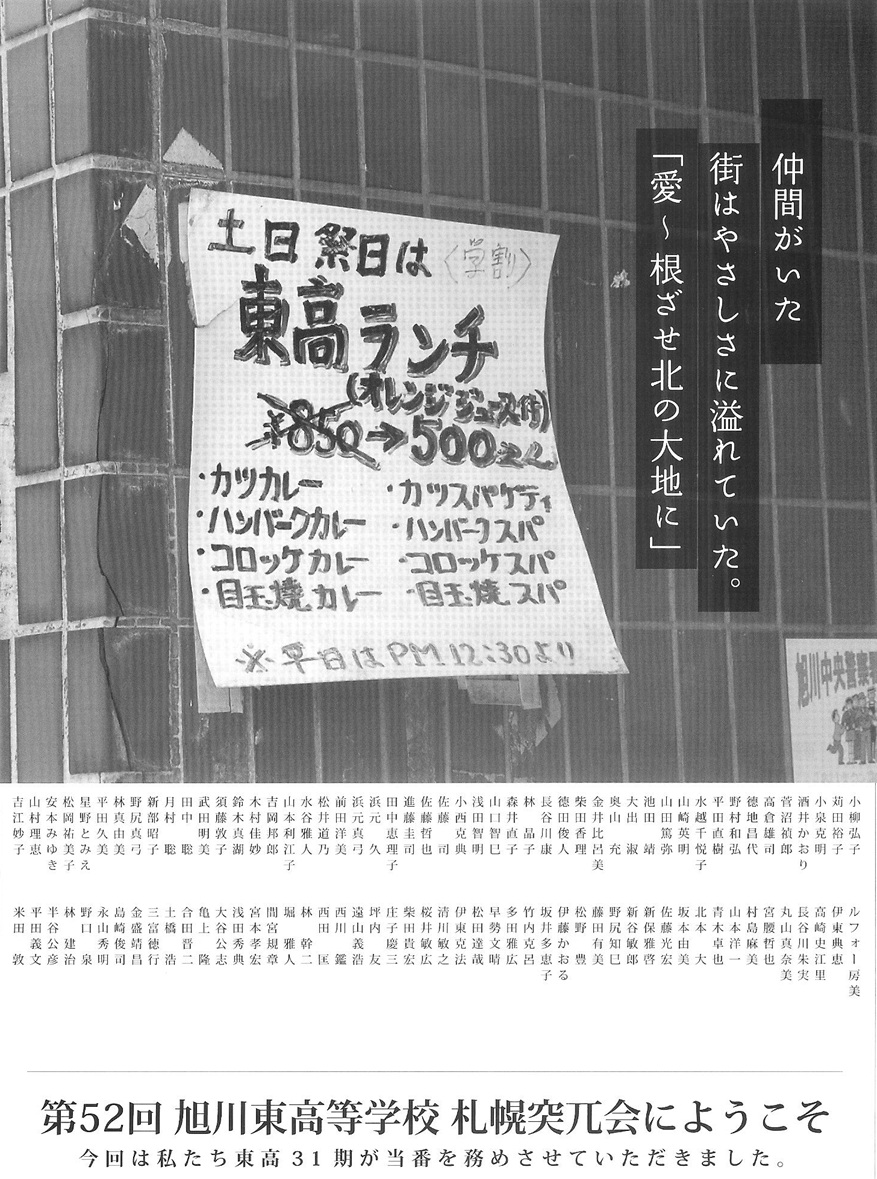 仲間がいた
街はやさしさに溢れていた。
「愛～根ざせ北の大地に」
土日祭日は〈学割〉
東高ランチ
(オレンジジュース付)
¥850→500
・カツカレー
・ハンバークカレー
・コロッケカレー
・目玉焼カレー
・カツスパゲティ
・ハンバークスパ
・コロッケスパ
・目玉焼スパ
※平日はPM12:30より
旭川中央警察署
小柳弘子
苅田裕子
小泉克明
酒井かおり
菅沼禎郎
高倉雄司
徳地昌代
野村和弘
平田直樹
水越千悦子
山崎英明
山田篤弥
池田靖
大出淑
奥山充
金井比呂美
柴田香理
徳田俊人
長谷川康
林晶子
森井直子
山口智巳
浅田智明
小西克典
佐藤司
佐藤哲也
進藤圭司
田中恵理子
浜元久
浜元真弓
前田洋美
松井道乃
水谷雅人
山本利江子
吉岡邦郎
木村佳妙
鈴木真湖
須藤敦子
武田明美
田中聡
月村聡
新部昭子
野尻真弓
林真由美
平田久美
星野とみえ
松岡祐美子
安本みゆき
山村理恵
吉江妙子
ルフォー房美
伊東典恵
高崎史江里
長谷川朱実
丸山真奈美
宮腰哲也
村島麻美
山本洋一
青木卓也
北本大
坂本由美
佐藤光宏
新保雅啓
新谷敏郎
野尻知巳
藤田有美
松野豊
伊藤かおる
坂井多恵子
竹内克呂
多田雅広
早勢文晴
松田達哉
伊東克法
清川敏之
桜井敏広
柴田貴宏
庄子慶三
坪内友
遠山義浩
西川鑑
西田匡
林幹二
堀雅人
間宮規章
宮本孝宏
浅田秀典
大谷公志
亀上隆
合田晋二
土橋浩
三富徳行
金盛靖昌
島崎俊司
永山秀明
野口泉
林建治
半谷公彦
平田義文
米田敦
第52回 旭川東高等学校 札幌突兀会にようこそ
今回は私たち東高31期が当番を務めさせていただきました。